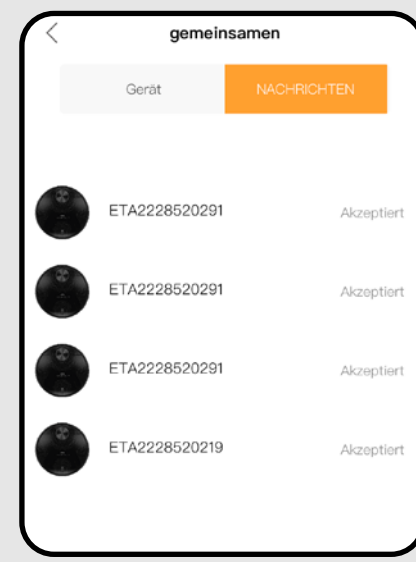 gemeinsamen
Gerät NACHRICHTEN
ETA2228520291 Akzeptiert
ETA2228520291 Akzeptiert
ETA2228520291 Akzeptiert
ETA2228520219 Akzeptiert